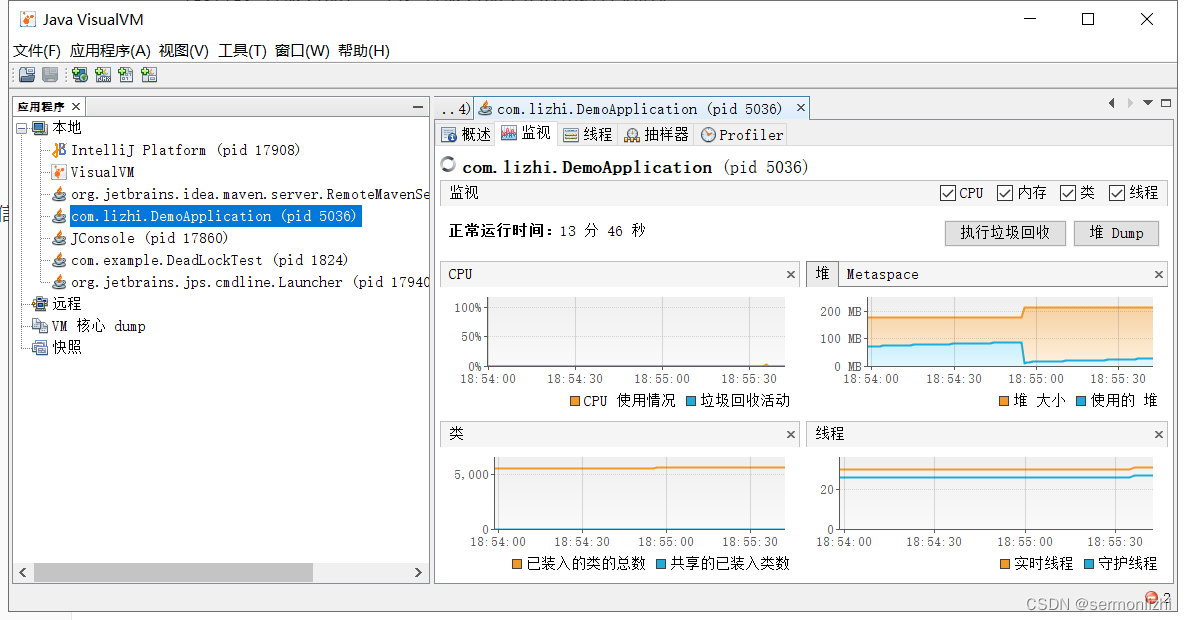 Java VisualVM
文件(F) 应用程序(A) 视图(V) 工具(T) 窗口(W) 帮助(H)
应用程序
本地
IntelliJ Platform (pid 17908)
VisualVM
org.jetbrains.idea.maven.server.RemoteMavenSe
com.lizhi.DemoApplication (pid 5036)
JConsole (pid 17860)
com.example.DeadLockTest (pid 1824)
org.jetbrains.jps.cmdline.Launcher (pid 17940
远程
VM 核心 dump
快照
..4) com.lizhi.DemoApplication (pid 5036)
概述 监视 线程 抽样器 Profiler
com.lizhi.DemoApplication (pid 5036)
监视 CPU 内存 类 线程
正常运行时间：13 分 46 秒 执行垃圾回收 堆 Dump
CPU
100%
50%
0%
18:54:00 18:54:30 18:55:00 18:55:30
CPU 使用情况 垃圾回收活动
堆 Metaspace
200 MB
100 MB
0 MB
18:54:00 18:54:30 18:55:00 18:55:30
堆 大小 使用的 堆
类
5,000
0
18:54:00 18:54:30 18:55:00 18:55:30
已装入的类的总数 共享的已装入类数
线程
20
0
18:54:00 18:54:30 18:55:00 18:55:30
实时线程 守护线程
2
CSDN @sermonlizhi